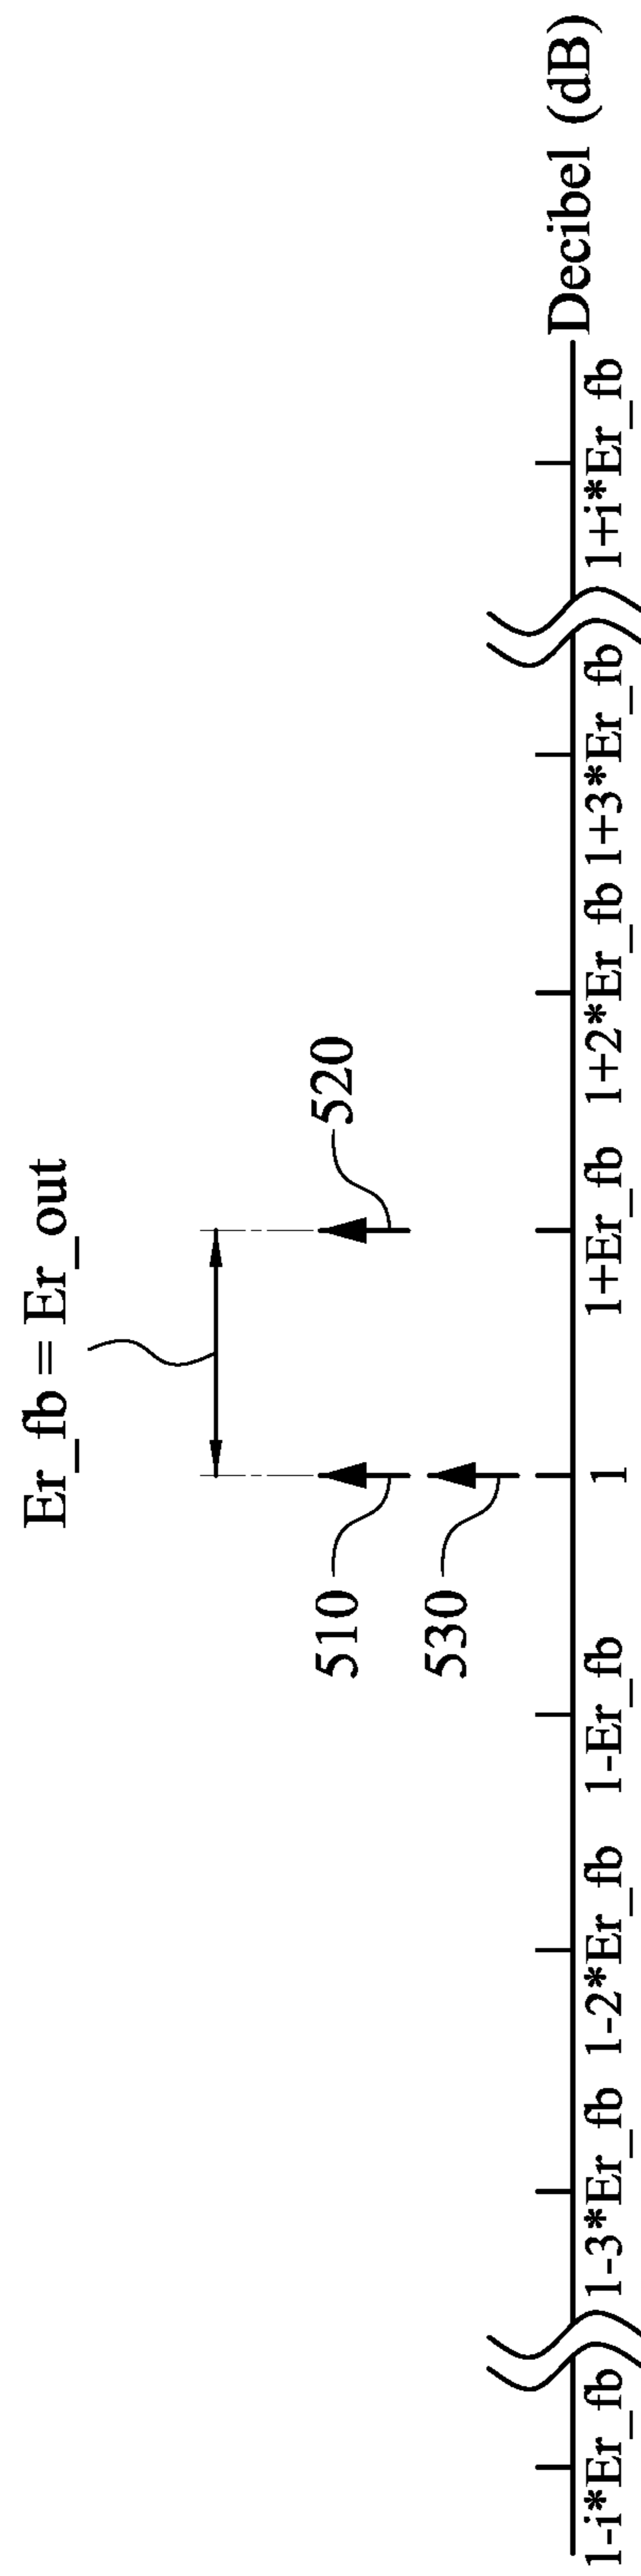 Er_fb = Er_out
510
520
530
1-i*Er_fb
1-3*Er_fb
1-2*Er_fb
1-Er_fb
1
1+Er_fb
1+2*Er_fb
1+3*Er_fb
1+i*Er_fb
Decibel (dB)